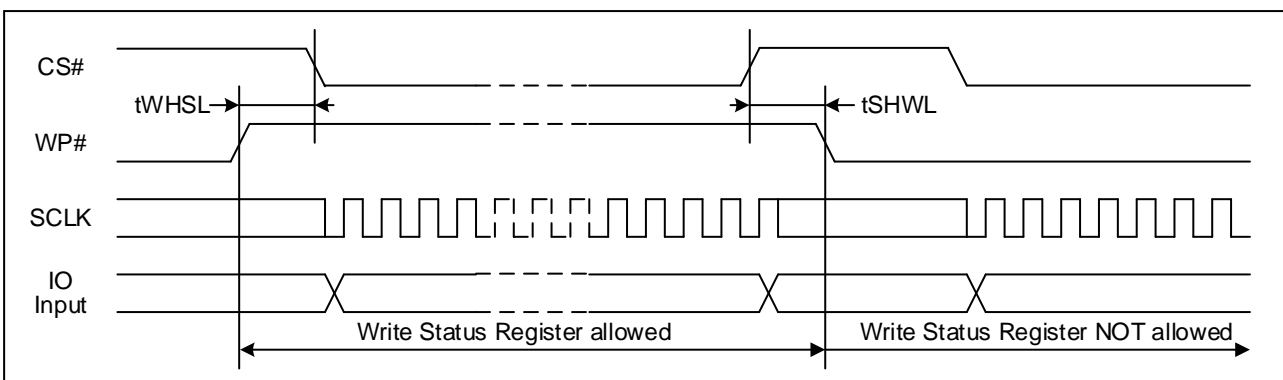 CS#
tWHSL
tSHWL
WP#
SCLK
IO
Input
Write Status Register allowed
Write Status Register NOT allowed